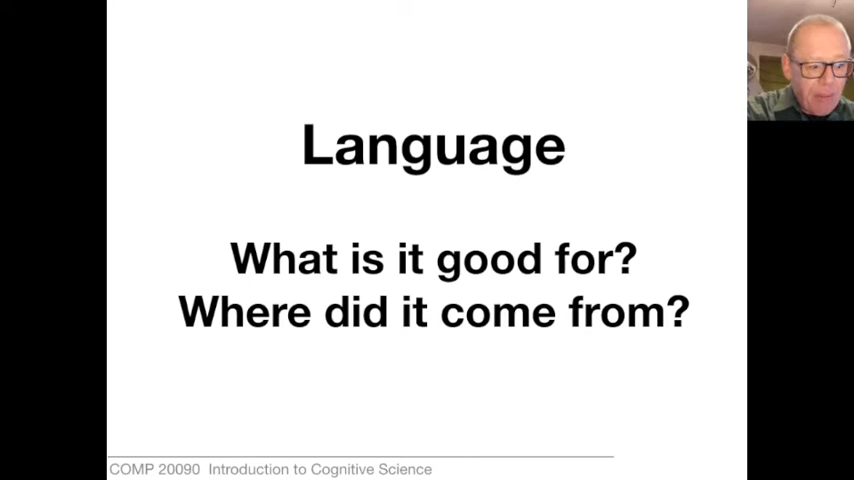 Language
What is it good for?
Where did it come from?
COMP 20090 Introduction to Cognitive Science